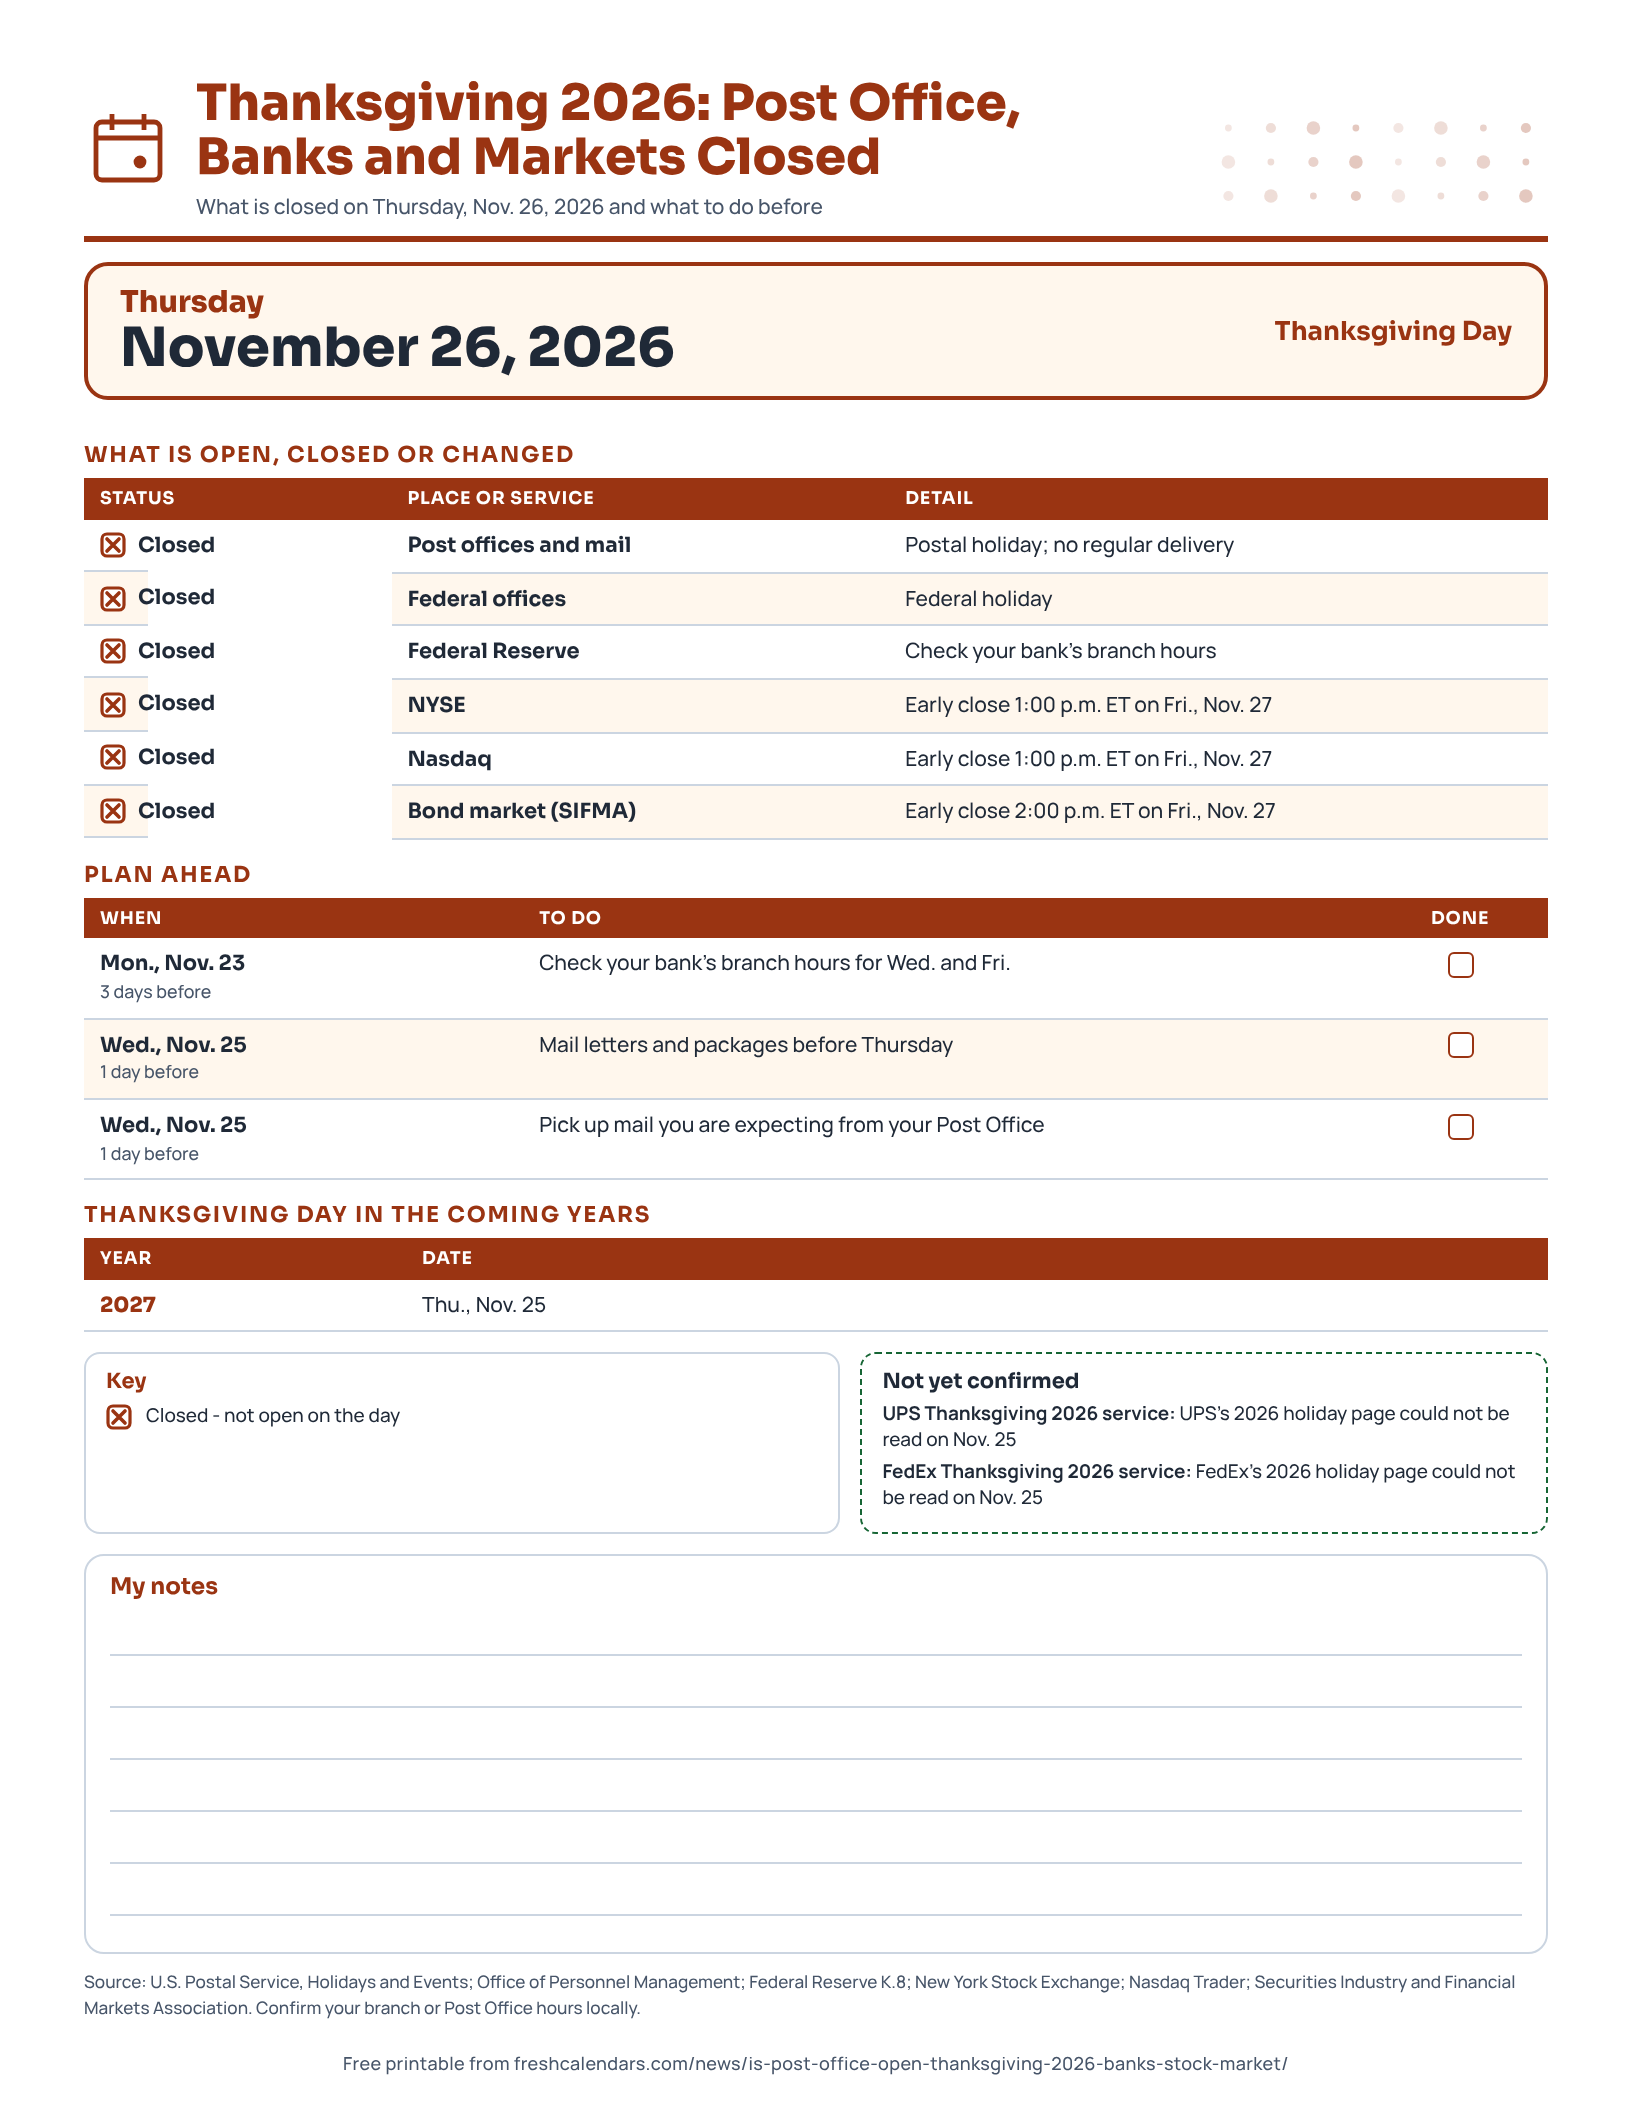 Thanksgiving 2026: Post Office,
Banks and Markets Closed
What is closed on Thursday, Nov. 26, 2026 and what to do before
Thursday
November 26, 2026
Thanksgiving Day
WHAT IS OPEN, CLOSED OR CHANGED
STATUS PLACE OR SERVICE DETAIL
Closed Post offices and mail Postal holiday; no regular delivery
Closed Federal offices Federal holiday
Closed Federal Reserve Check your bank's branch hours
Closed NYSE Early close 1:00 p.m. ET on Fri., Nov. 27
Closed Nasdaq Early close 1:00 p.m. ET on Fri., Nov. 27
Closed Bond market (SIFMA) Early close 2:00 p.m. ET on Fri., Nov. 27
PLAN AHEAD
WHEN TO DO DONE
Mon., Nov. 23 Check your bank's branch hours for Wed. and Fri.
3 days before
Wed., Nov. 25 Mail letters and packages before Thursday
1 day before
Wed., Nov. 25 Pick up mail you are expecting from your Post Office
1 day before
THANKSGIVING DAY IN THE COMING YEARS
YEAR DATE
2027 Thu., Nov. 25
Key
Closed - not open on the day
Not yet confirmed
UPS Thanksgiving 2026 service: UPS's 2026 holiday page could not be
read on Nov. 25
FedEx Thanksgiving 2026 service: FedEx's 2026 holiday page could not
be read on Nov. 25
My notes
Source: U.S. Postal Service, Holidays and Events; Office of Personnel Management; Federal Reserve K.8; New York Stock Exchange; Nasdaq Trader; Securities Industry and Financial
Markets Association. Confirm your branch or Post Office hours locally.
Free printable from freshcalendars.com/news/is-post-office-open-thanksgiving-2026-banks-stock-market/